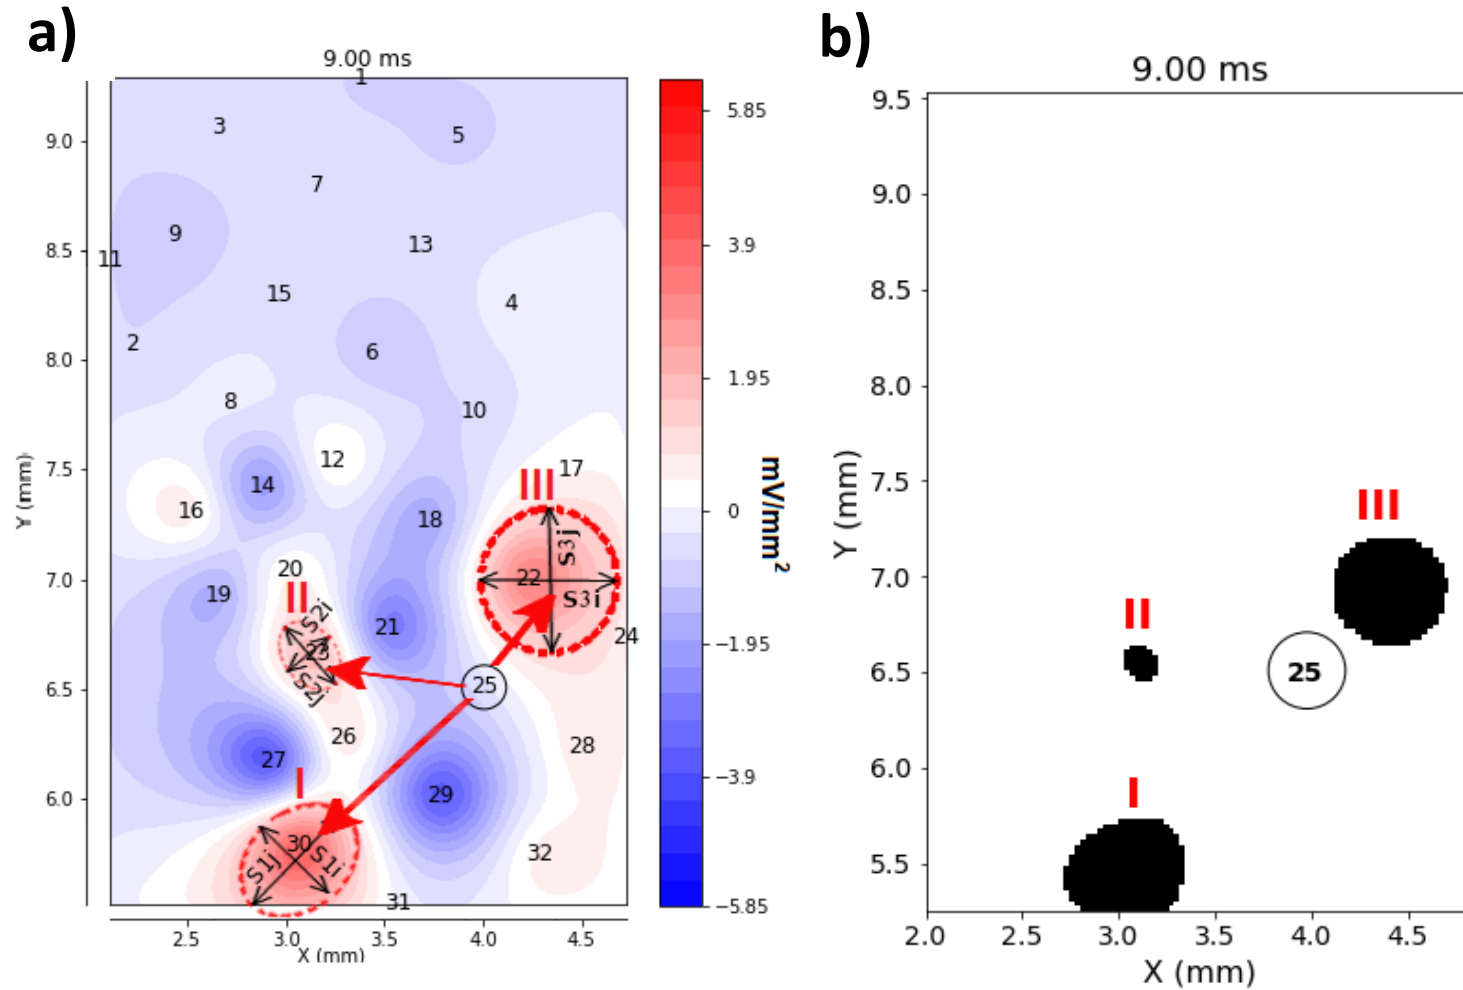 a)
9.00 ms
1
3
5
7
9
13
11
15
4
2
6
8
10
12
17
14
III
16
18
20
S3j
19
22
II
S3i
S2i
21
24
23
25
S2j
26
28
27
I
29
30
S1i
32
S1j
31
9.0
8.5
8.0
7.5
7.0
6.5
6.0
Y (mm)
2.5 3.0 3.5 4.0 4.5
X (mm)
5.85
3.9
1.95
0
−1.95
−3.9
−5.85
mV/mm2
b)
9.00 ms
9.5
9.0
8.5
8.0
7.5
7.0
6.5
6.0
5.5
Y (mm)
III
II
25
I
2.0 2.5 3.0 3.5 4.0 4.5
X (mm)